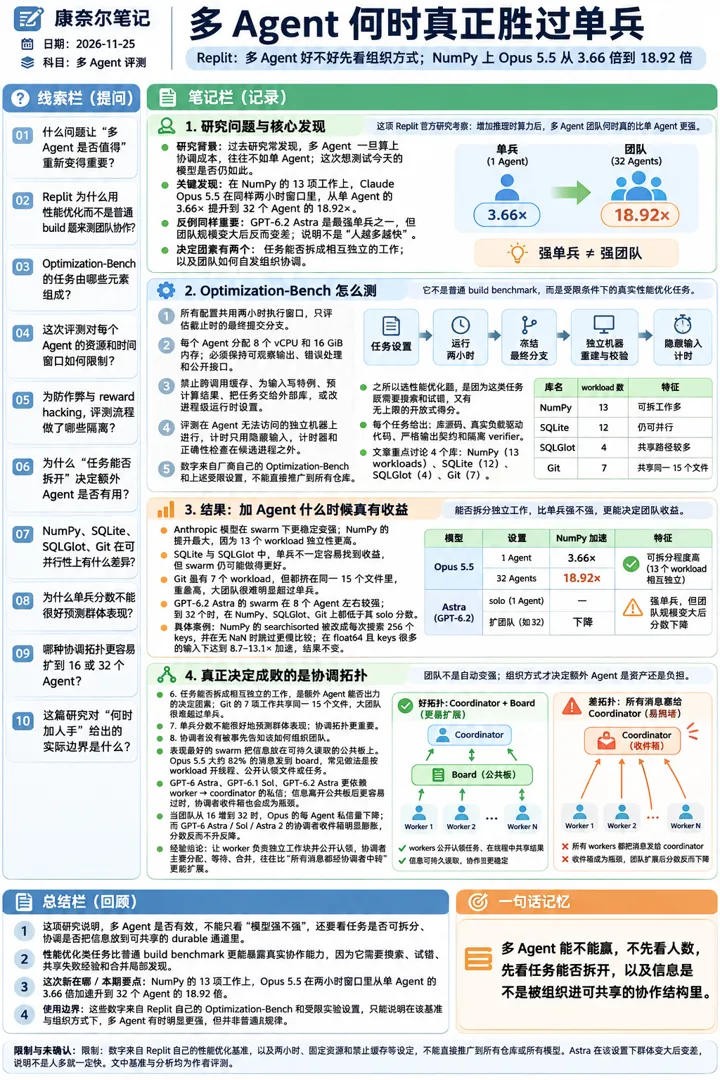 康奈尔笔记
日期：2026-11-25
科目：多 Agent 评测
多 Agent 何时真正胜过单兵
Replit：多 Agent 好不好先看组织方式；NumPy 上 Opus 5.5 从 3.66 倍到 18.92 倍
线索栏（提问）
01
什么问题让“多
Agent 是否值得”
重新变得重要？
02
Replit 为什么用
性能优化而不是普通
build 题来测团队协作？
03
Optimization-Bench
的任务由哪些元素
组成？
04
这次评测对每个
Agent 的资源和时间
窗口如何限制？
05
为防作弊与 reward
hacking，评测流程
做了哪些隔离？
06
为什么“任务能否
拆开”决定额外
Agent 是否有用？
07
NumPy、SQLite、
SQLGlot、Git 在可
并行性上有什么差异？
08
为什么单兵分数不
能很好预测群体表现？
09
哪种协调拓扑更容易
扩到 16 或 32 个
Agent？
10
这篇研究对“何时
加人手”给出的
实际边界是什么？
笔记栏（记录）
1. 研究问题与核心发现
这项 Replit 官方研究考察：增加推理时算力后，多 Agent 团队何时真的比单 Agent 更强。
研究背景：过去研究常发现，多 Agent 一旦算上
协调成本，往往不如单 Agent；这次想测试今天的
模型是否仍如此。
关键发现：在 NumPy 的 13 项工作上，Claude
Opus 5.5 在同样两小时窗口里，从单 Agent 的
3.66× 提升到 32 个 Agent 的 18.92×。
反例同样重要：GPT-6.2 Astra 是最强单兵之一，但
团队规模变大后反而变差；说明不是“人越多越快”。
决定因素有两个：任务能否拆成相互独立的工作；
以及团队如何自发组织协调。
单兵
(1 Agent)
3.66×
团队
(32 Agents)
18.92×
强单兵 ≠ 强团队
2. Optimization-Bench 怎么测
它不是普通 build benchmark，而是受限条件下的真实性能优化任务。
1
所有配置共用两小时执行窗口，只评
估截止时的最终提交分支。
2
每个 Agent 分配 8 个 vCPU 和 16 GiB
内存；必须保持可观察输出、错误处理
和公开接口。
3
禁止跨调用缓存、为输入写特例、预
计算结果、把任务交给外部库，或改
进程级运行时设置。
4
评测在 Agent 无法访问的独立机器上
进行，计时只用隐蔽输入，计时器和
正确性检查在候选进程之外。
5
数字来自厂商自己的 Optimization-Bench
和上述受限设置，不能直接推广到所有仓库。
任务设置
运行
两小时
冻结
最终分支
独立机器
重建与校验
隐蔽输入
计时
之所以选性能优化题，是因为这类任务
既需要搜索和试错，又有
无上限的开放式得分。
每个任务给出：库源码、真实负载驱动
代码、严格输出契约和隔离 verifier。
文章重点讨论 4 个库：NumPy（13
workloads）、SQLite（12）、
SQLGlot（4）、Git（7）。
库名 workload 数 特征
NumPy 13 可拆工作多
SQLite 12 仍可并行
SQLGlot 4 共享路径较多
Git 7 共享同一 15 个文件
3. 结果：加 Agent 什么时候真有收益
能否拆分独立工作，比单兵强不强，更能决定团队收益。
Anthropic 模型在 swarm 下更稳定变强；NumPy 的
提升最大，因为 13 个 workload 独立性更高。
SQLite 与 SQLGlot 中，单兵不一定容易找到收益，
但 swarm 仍可能做得更好。
Git 虽有 7 个 workload，但都挤在同一 15 个文件里，
重叠高，大团队很难明显超过单兵。
GPT-6.2 Astra 的 swarm 在 8 个 Agent 左右较强；
到 32 个时，在 NumPy、SQLGlot、Git 上都低于其 solo 分数。
具体案例：NumPy 的 searchsorted 被改成每次搜索 256 个
keys，并在无 NaN 时跳过更慢比较；在 float64 且 keys 很多
的输入下达到 8.7–13.1× 加速，结果不变。
模型 设置 NumPy 加速 特征
Opus 5.5
1 Agent 3.66×
32 Agents 18.92×
可拆分程度高
(13 个 workload
相互独立)
Astra
(GPT-6.2)
solo (1 Agent) —
扩团队 (如 32) 下降
强单兵，但团
队规模变大后
分数下降
4. 真正决定成败的是协调拓扑
团队不是自动变强；组织方式才决定额外 Agent 是资产还是负担。
6. 任务能否拆成相互独立的工作，是额外 Agent 能否出力
的决定因素；Git 的 7 项工作共享同一 15 个文件，大团队
很难超过单兵。
7. 单兵分数不能很好地预测群体表现；协调拓扑更重要。
8. 协调者没有被事先告知该如何组织团队。
表现最好的 swarm 把信息放在可持久读取的公共板上。
Opus 5.5 大约 82% 的消息发到 board，常见做法是按
workload 开线程、公开认领文件或任务。
GPT-6 Astra、GPT-6.1 Sol、GPT-6.2 Astra 更依赖
worker → coordinator 的私信；信息离开公共板后更容易
过时，协调者收件箱也会成为瓶颈。
当团队从 16 增到 32 时，Opus 的每 Agent 私信量下降；
而 GPT-6 Astra / Sol / Astra 2 的协调者收件箱明显膨胀，
分数反而不升反降。
经验结论：让 worker 负责独立工作块并公开认领，协调者
主要分配、等待、合并，往往比“所有消息都经协调者中转”
更能扩展。
好拓扑：Coordinator + Board
（更易扩展）
Coordinator
Board（公共板）
Worker 1
Worker 2
...
Worker N
✓ workers 公开认领任务、在线程中共享结果
✓ 信息可持久读取，协作更稳定
差拓扑：所有消息塞给
Coordinator（易拥堵）
Coordinator
（收件箱）
Worker 1
Worker 2
...
Worker N
× 所有 workers 都把消息发给 coordinator
× 收件箱成为瓶颈，团队扩展后分数反而下降
总结栏（回顾）
1
这项研究说明，多 Agent 是否有效，不能只看“模型强不强”，还要看任务是否可拆分、
协调是否把信息放到可共享的 durable 通道里。
2
性能优化类任务比普通 build benchmark 更能暴露真实协作能力，因为它需要搜索、试错、
共享失败经验和合并局部发现。
3
这次新在哪 / 本期要点：NumPy 的 13 项工作上，Opus 5.5 在两小时窗口里从单 Agent 的
3.66 倍加速升到 32 个 Agent 的 18.92 倍。
4
使用边界：这些数字来自 Replit 自己的 Optimization-Bench 和受限实验设置，只能说明在该基准
与组织方式下，多 Agent 有时明显更强，但并非普遍规律。
一句话记忆
多 Agent 能不能赢，不先看人数，
先看任务能否拆开，以及信息是
不是被组织进可共享的协作结构里。
限制与未确认：限制：数字来自 Replit 自己的性能优化基准，以及两小时、固定资源和禁止缓存等设定，不能直接推广到所有仓库或所有模型。Astra 在该设置下群体变大后变差，
说明不是人多就一定快。文中基准与分析均为作者评测。